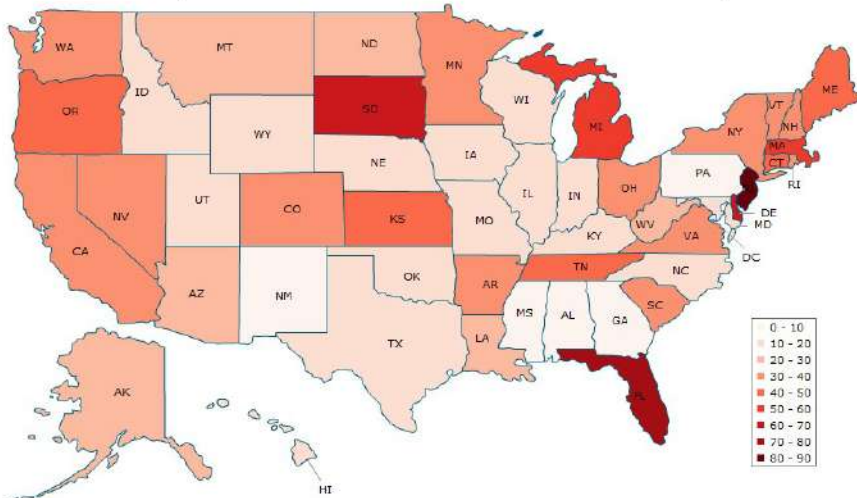 WA
MT
ND
MN
ME
OR
ID
SD
WI
MI
NY
VT
NH
MA
CT
RI
WY
NE
IA
PA
NV
UT
CO
KS
MO
IL
IN
OH
WV
VA
DE
MD
DC
CA
AZ
NM
OK
AR
TN
KY
NC
SC
TX
LA
MS
AL
GA
FL
AK
HI
0 - 10
10 - 20
20 - 30
30 - 40
40 - 50
50 - 60
60 - 70
70 - 80
80 - 90